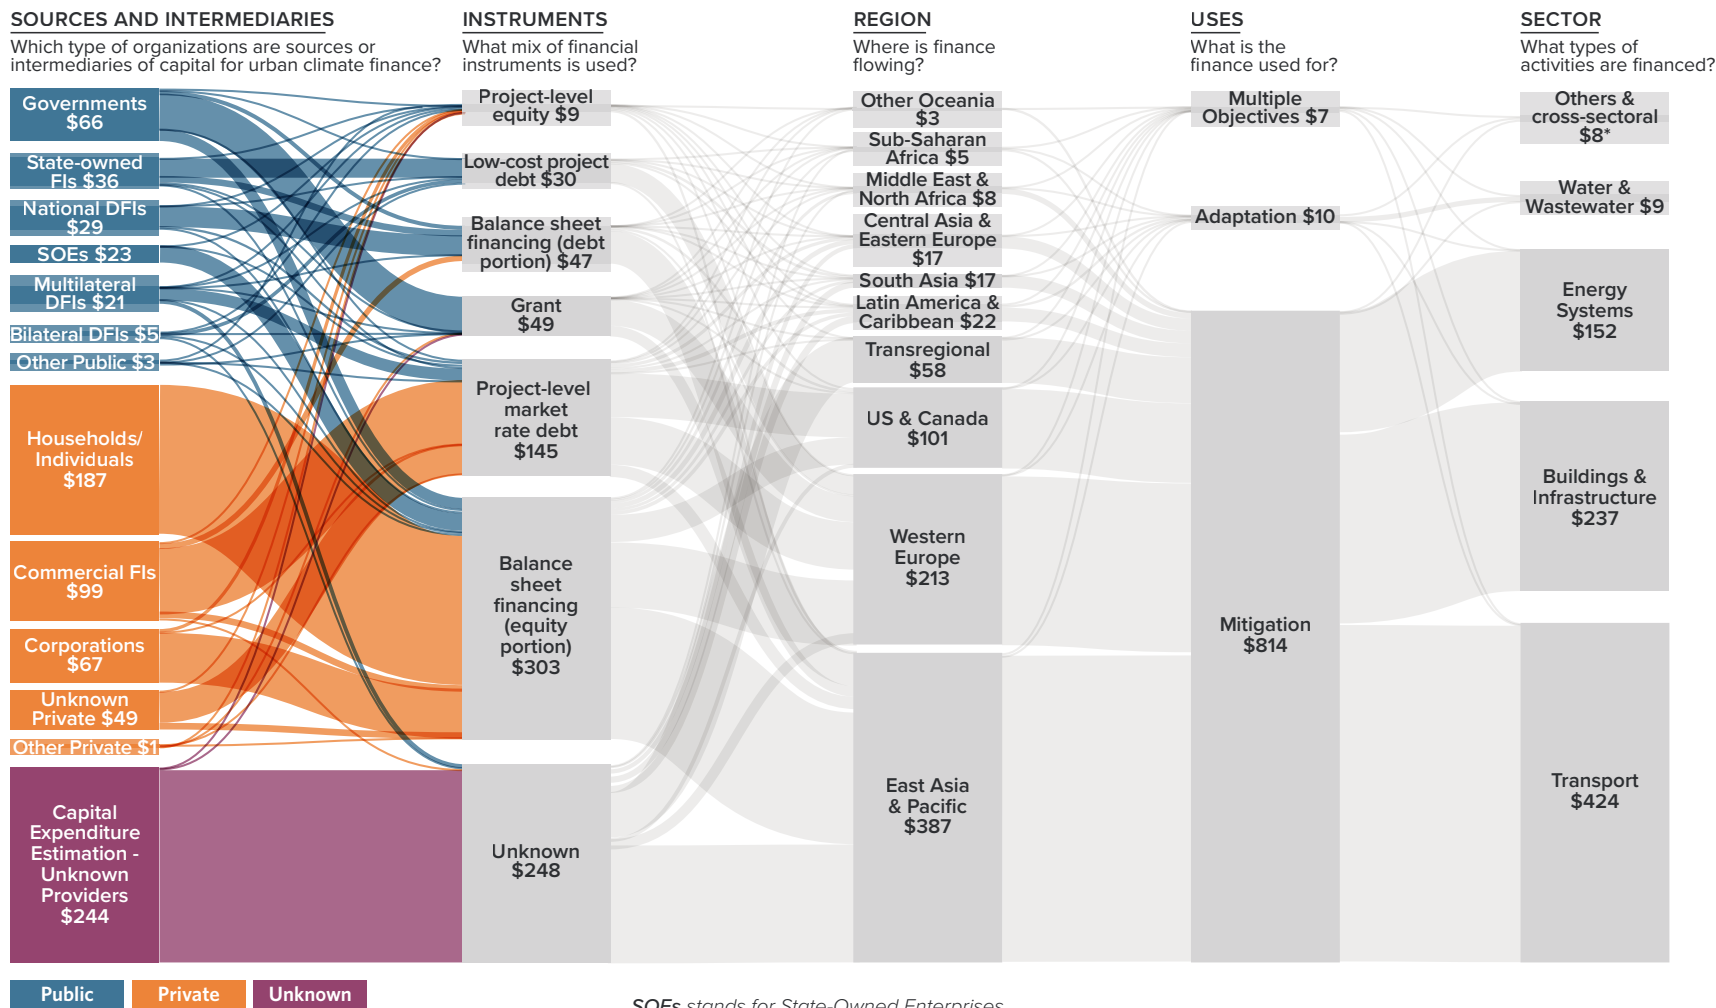 SOURCES AND INTERMEDIARIES
Which type of organizations are sources or
intermediaries of capital for urban climate finance?
Governments
$66
State-owned
FIs $36
National DFIs
$29
SOEs $23
Multilateral
DFIs $21
Bilateral DFIs $5
Other Public $3
Households/
Individuals
$187
Commercial FIs
$99
Corporations
$67
Unknown
Private $49
Other Private $1
Capital
Expenditure
Estimation -
Unknown
Providers
$244
Public
Private
Unknown
INSTRUMENTS
What mix of financial
instruments is used?
Project-level
equity $9
Low-cost project
debt $30
Balance sheet
financing (debt
portion) $47
Grant
$49
Project-level
market
rate debt
$145
Balance
sheet
financing
(equity
portion)
$303
Unknown
$248
REGION
Where is finance
flowing?
Other Oceania
$3
Sub-Saharan
Africa $5
Middle East &
North Africa $8
Central Asia &
Eastern Europe
$17
South Asia $17
Latin America &
Caribbean $22
Transregional
$58
US & Canada
$101
Western
Europe
$213
East Asia
& Pacific
$387
USES
What is the
finance used for?
Multiple
Objectives $7
Adaptation $10
Mitigation
$814
SECTOR
What types of
activities are financed?
Others &
cross-sectoral
$8*
Water &
Wastewater $9
Energy
Systems
$152
Buildings &
Infrastructure
$237
Transport
$424
SOEs stands for State-Owned Enterprises